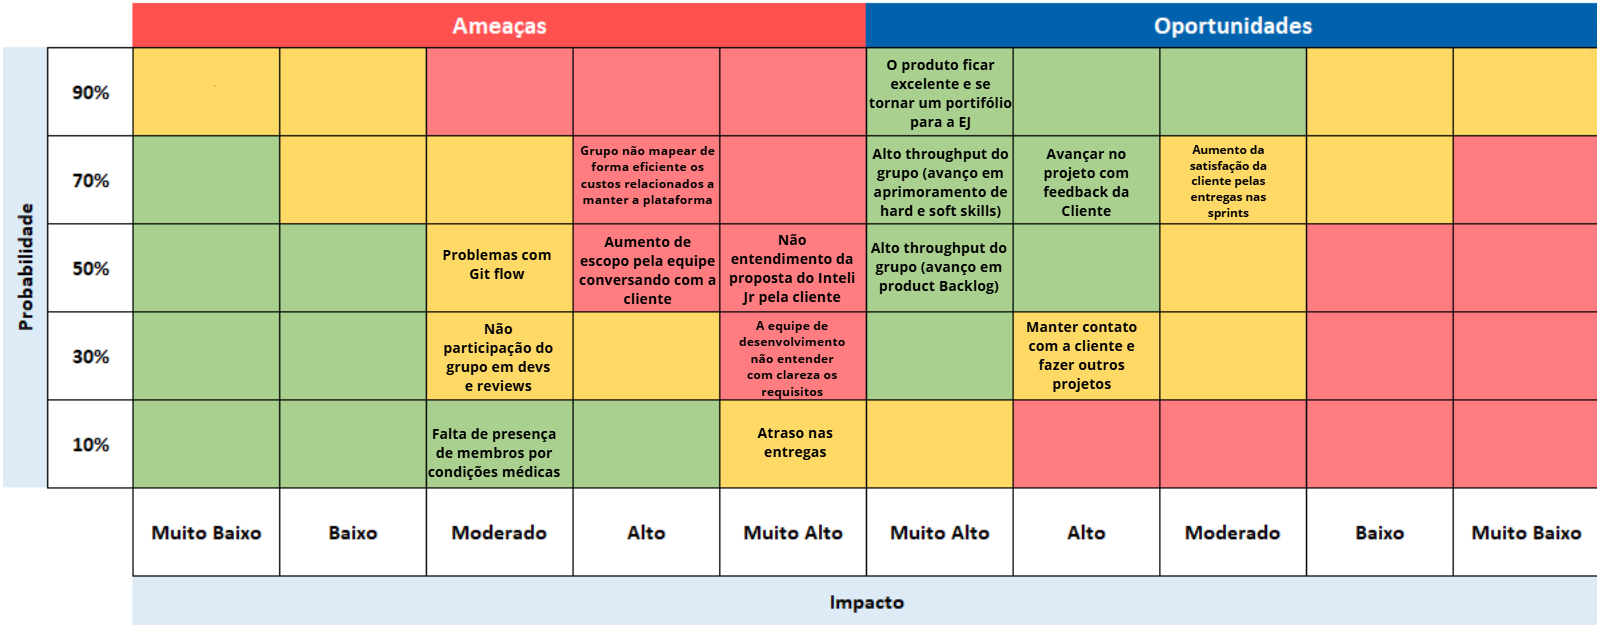 Ameaças
Oportunidades
Probabilidade
90%
O produto ficar
excelente e se
tornar um portifólio
para a EJ
70%
Grupo não mapear de
forma eficiente os
custos relacionados a
manter a plataforma
Alto throughput do
grupo (avanço em
aprimoramento de
hard e soft skills)
Avançar no
projeto com
feedback da
Cliente
Aumento da
satisfação da
cliente pelas
entregas nas
sprints
50%
Problemas com
Git flow
Aumento de
escopo pela equipe
conversando com a
cliente
Não
entendimento da
proposta do Inteli
Jr pela cliente
Alto throughput do
grupo (avanço em
product Backlog)
30%
Não
participação do
grupo em devs
e reviews
A equipe de
desenvolvimento
não entender
com clareza os
requisitos
Manter contato
com a cliente e
fazer outros
projetos
10%
Falta de presença
de membros por
condições médicas
Atraso nas
entregas
Muito Baixo
Baixo
Moderado
Alto
Muito Alto
Muito Alto
Alto
Moderado
Baixo
Muito Baixo
Impacto